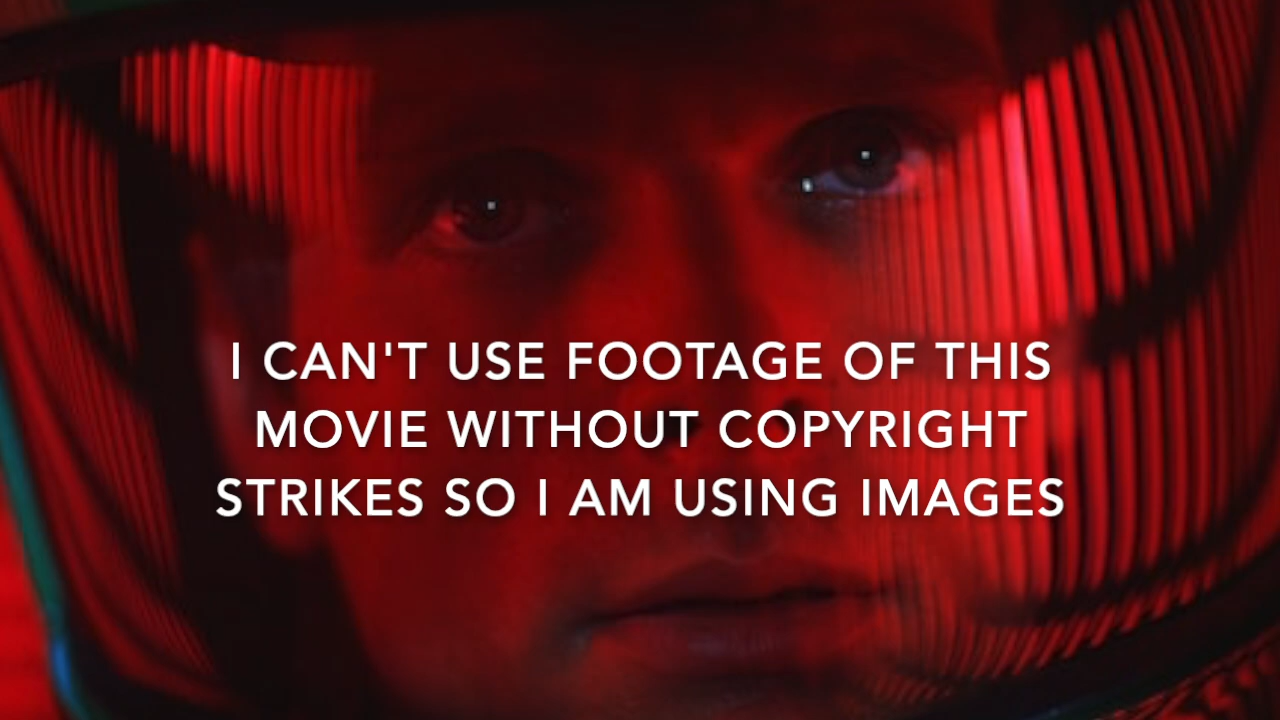 I CAN'T USE FOOTAGE OF THIS
MOVIE WITHOUT COPYRIGHT
STRIKES SO I AM USING IMAGES